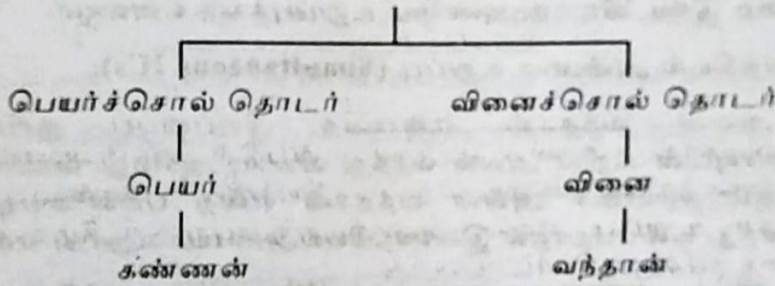 பெயர்ச்சொல் தொடர் வினைச்சொல் தொடர்
பெயர் வினை
கண்ணன் வந்தான்